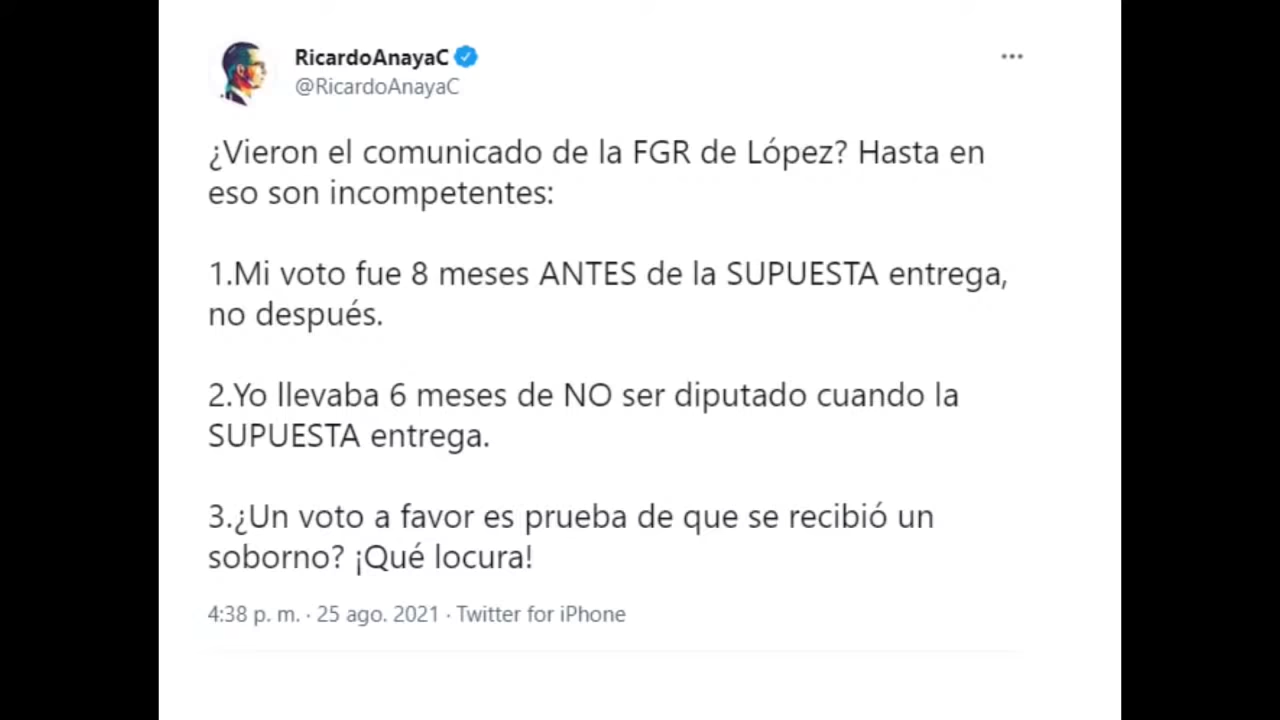 RicardoAnayaC
@RicardoAnayaC
¿Vieron el comunicado de la FGR de López? Hasta en
eso son incompetentes:
1.Mi voto fue 8 meses ANTES de la SUPUESTA entrega,
no después.
2.Yo llevaba 6 meses de NO ser diputado cuando la
SUPUESTA entrega.
3.¿Un voto a favor es prueba de que se recibió un
soborno? ¡Qué locura!
4:38 p. m. · 25 ago. 2021 · Twitter for iPhone